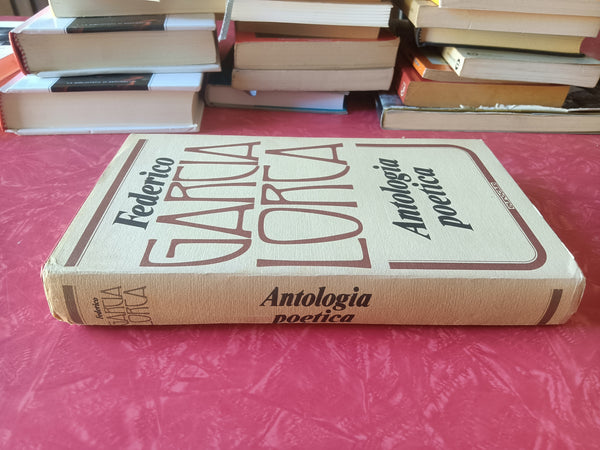 Federico
GARCIA
LORCA
Antologia
poetica
Federico
GARCIA
LORCA
Antologia
poetica